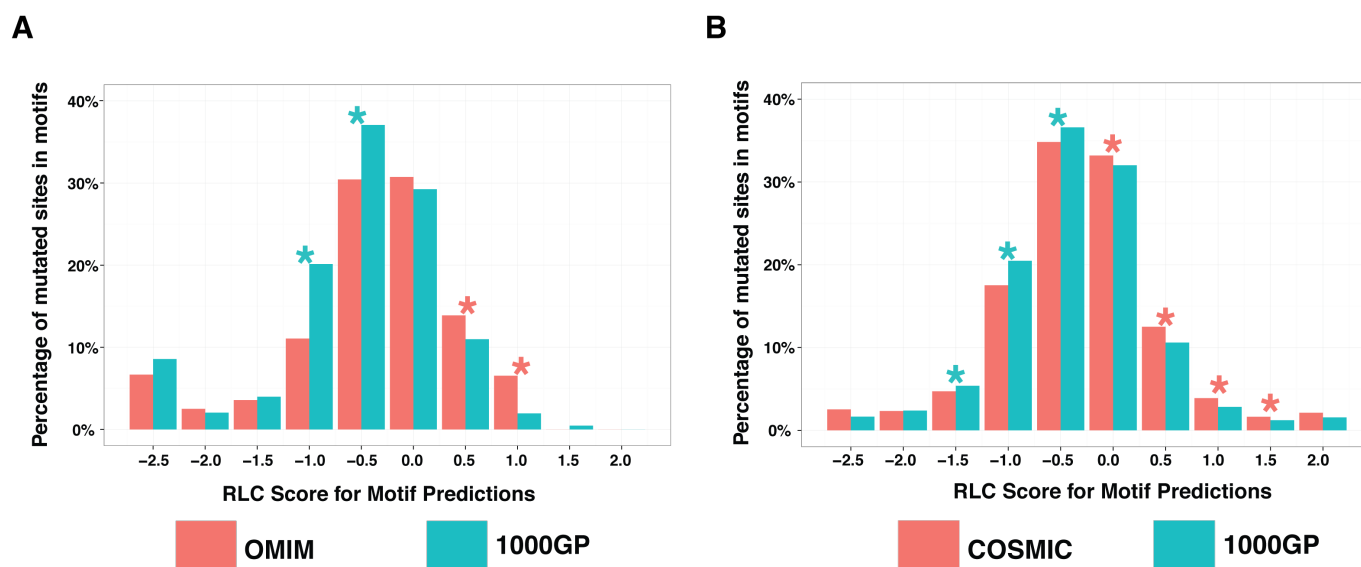 A
B
Percentage of mutated sites in motifs
40%
30%
20%
10%
0%
−2.5 −2.0 −1.5 −1.0 −0.5 0.0 0.5 1.0 1.5 2.0
RLC Score for Motif Predictions
OMIM 1000GP
Percentage of mutated sites in motifs
40%
30%
20%
10%
0%
−2.5 −2.0 −1.5 −1.0 −0.5 0.0 0.5 1.0 1.5 2.0
RLC Score for Motif Predictions
COSMIC 1000GP